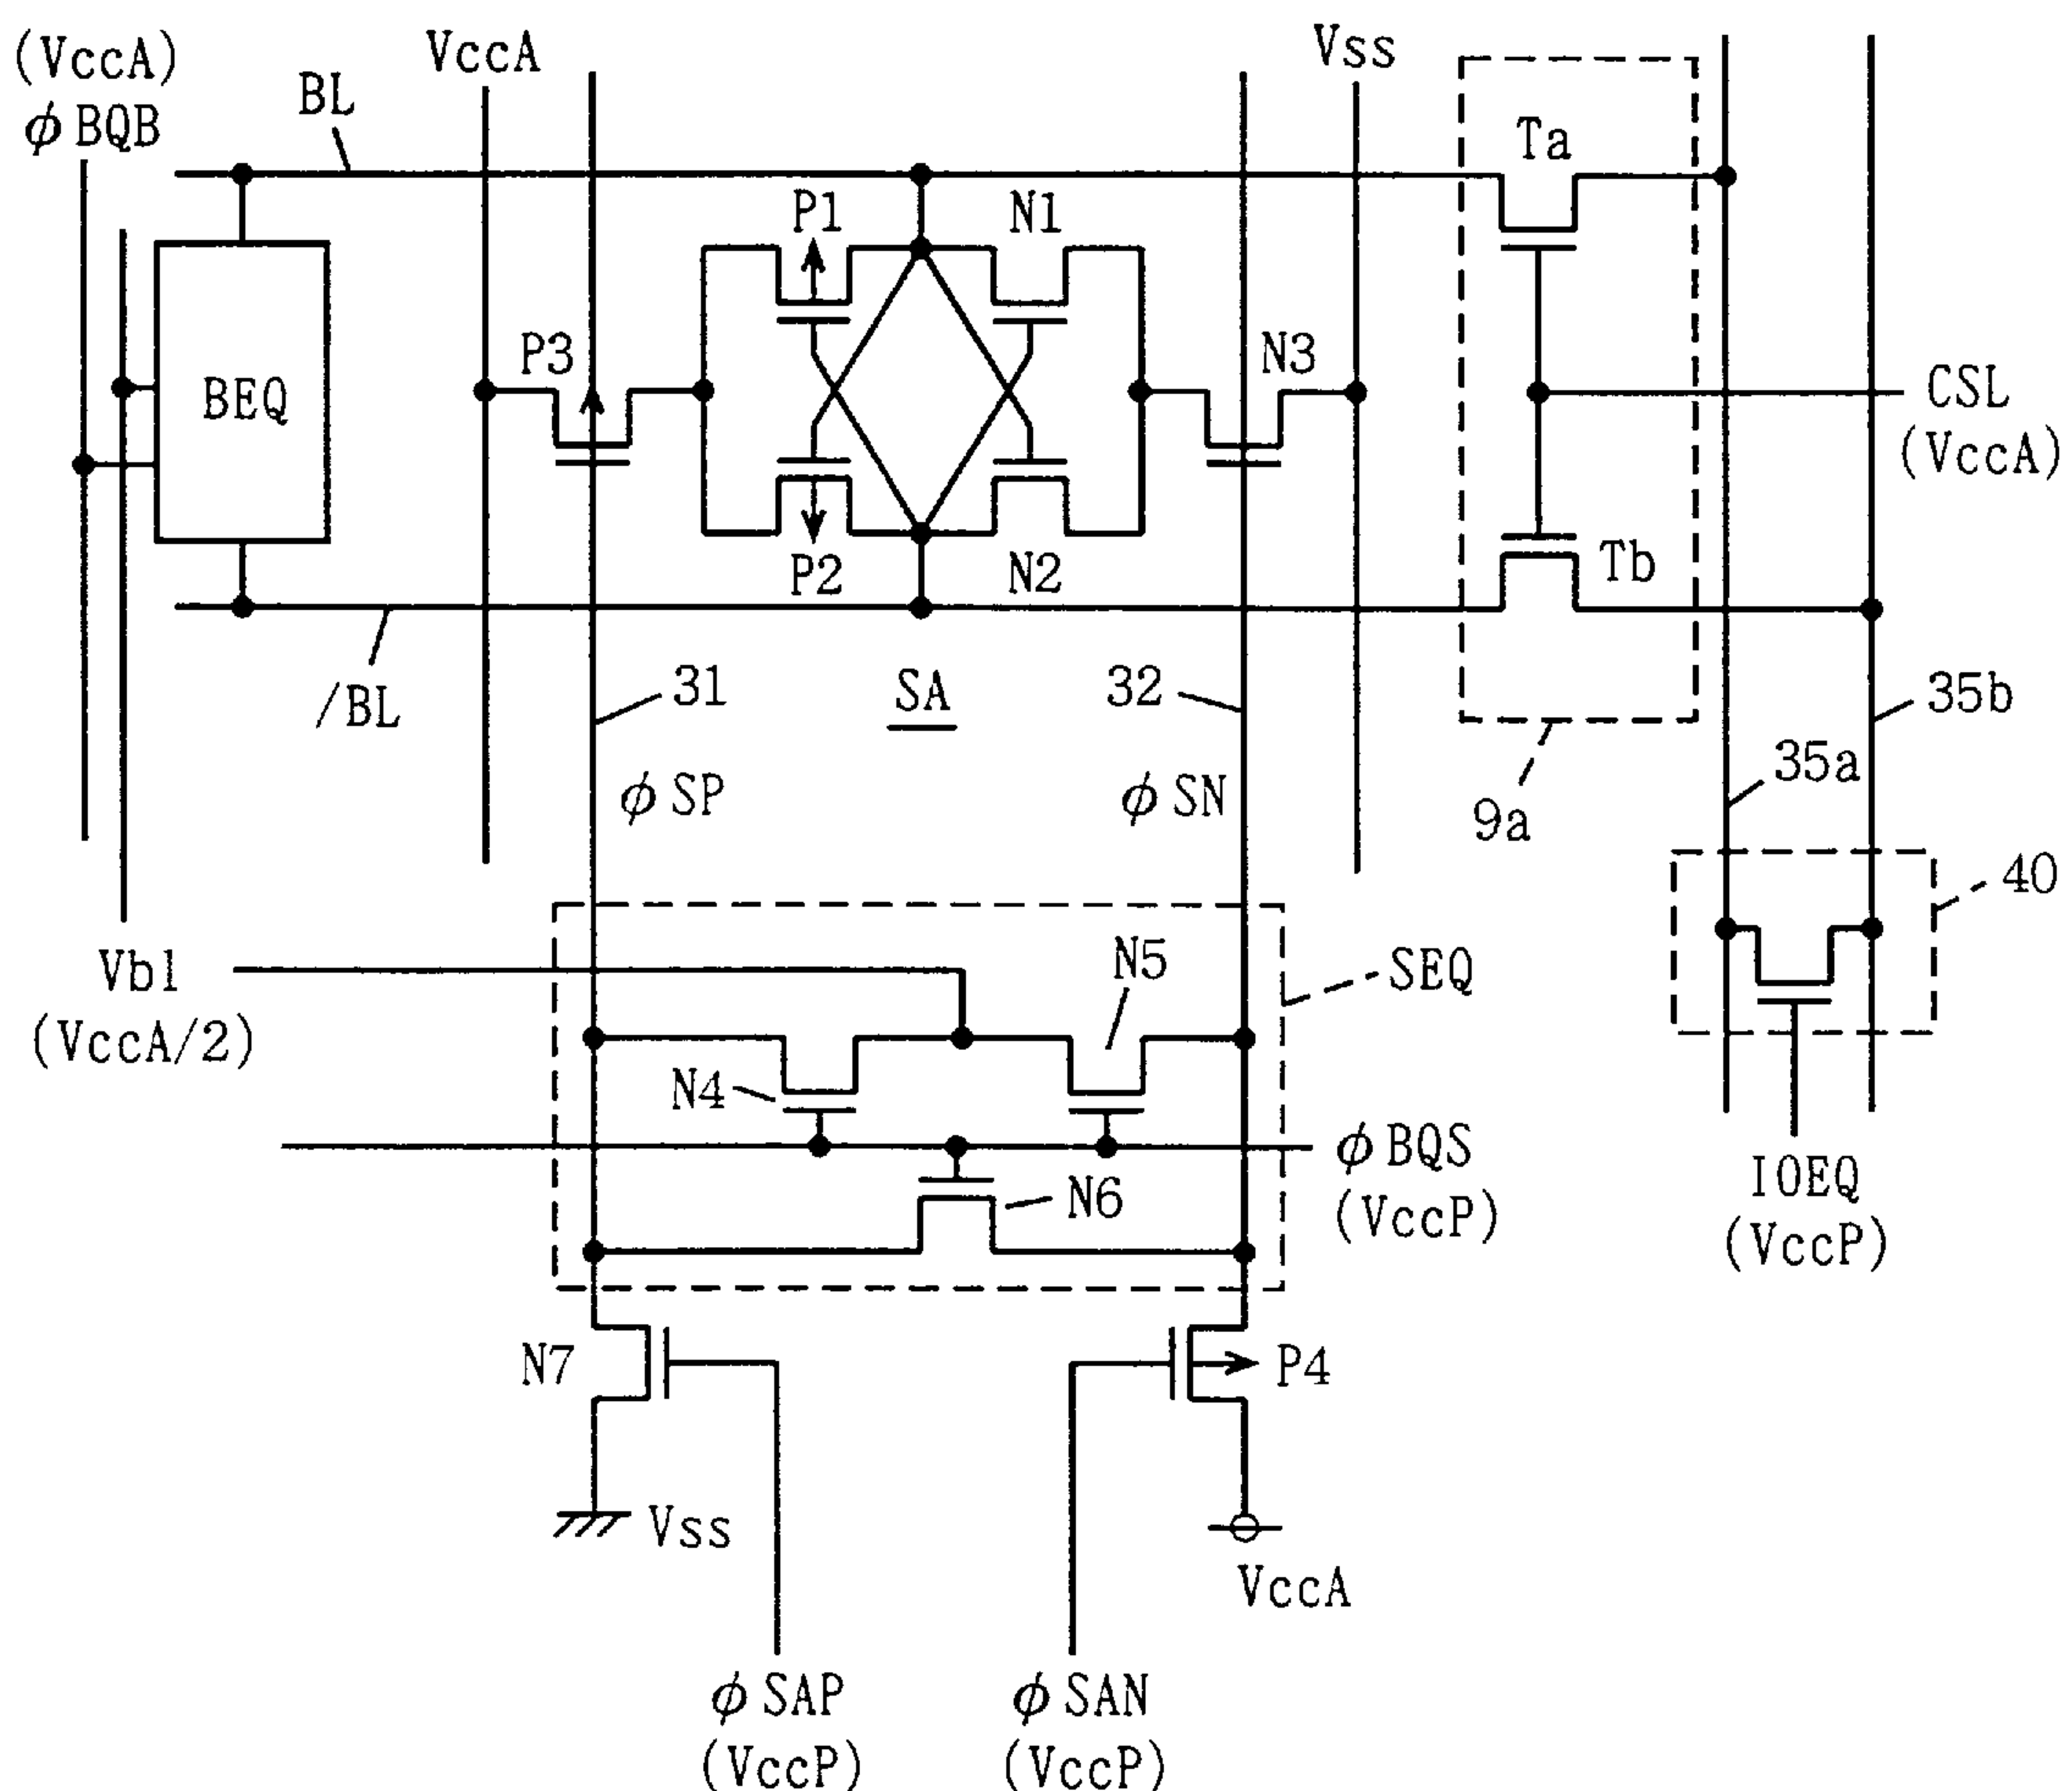 (VccA)
φBQB
VccA
BL
Vss
Ta
P1
N1
P3
N3
BEQ
CSL
(VccA)
P2
N2
Tb
/BL
31
SA
32
35b
35a
φSP
φSN
9a
40
Vbl
(VccA/2)
N5
SEQ
N4
φBQS
(VccP)
N6
IOEQ
(VccP)
N7
P4
Vss
VccA
φSAP
(VccP)
φSAN
(VccP)